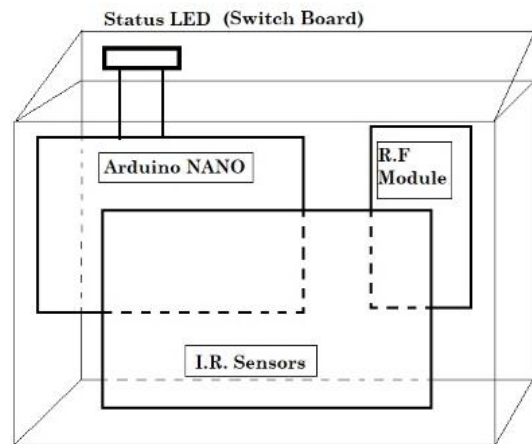 Status LED (Switch Board)
Arduino NANO
R.F
Module
I.R. Sensors